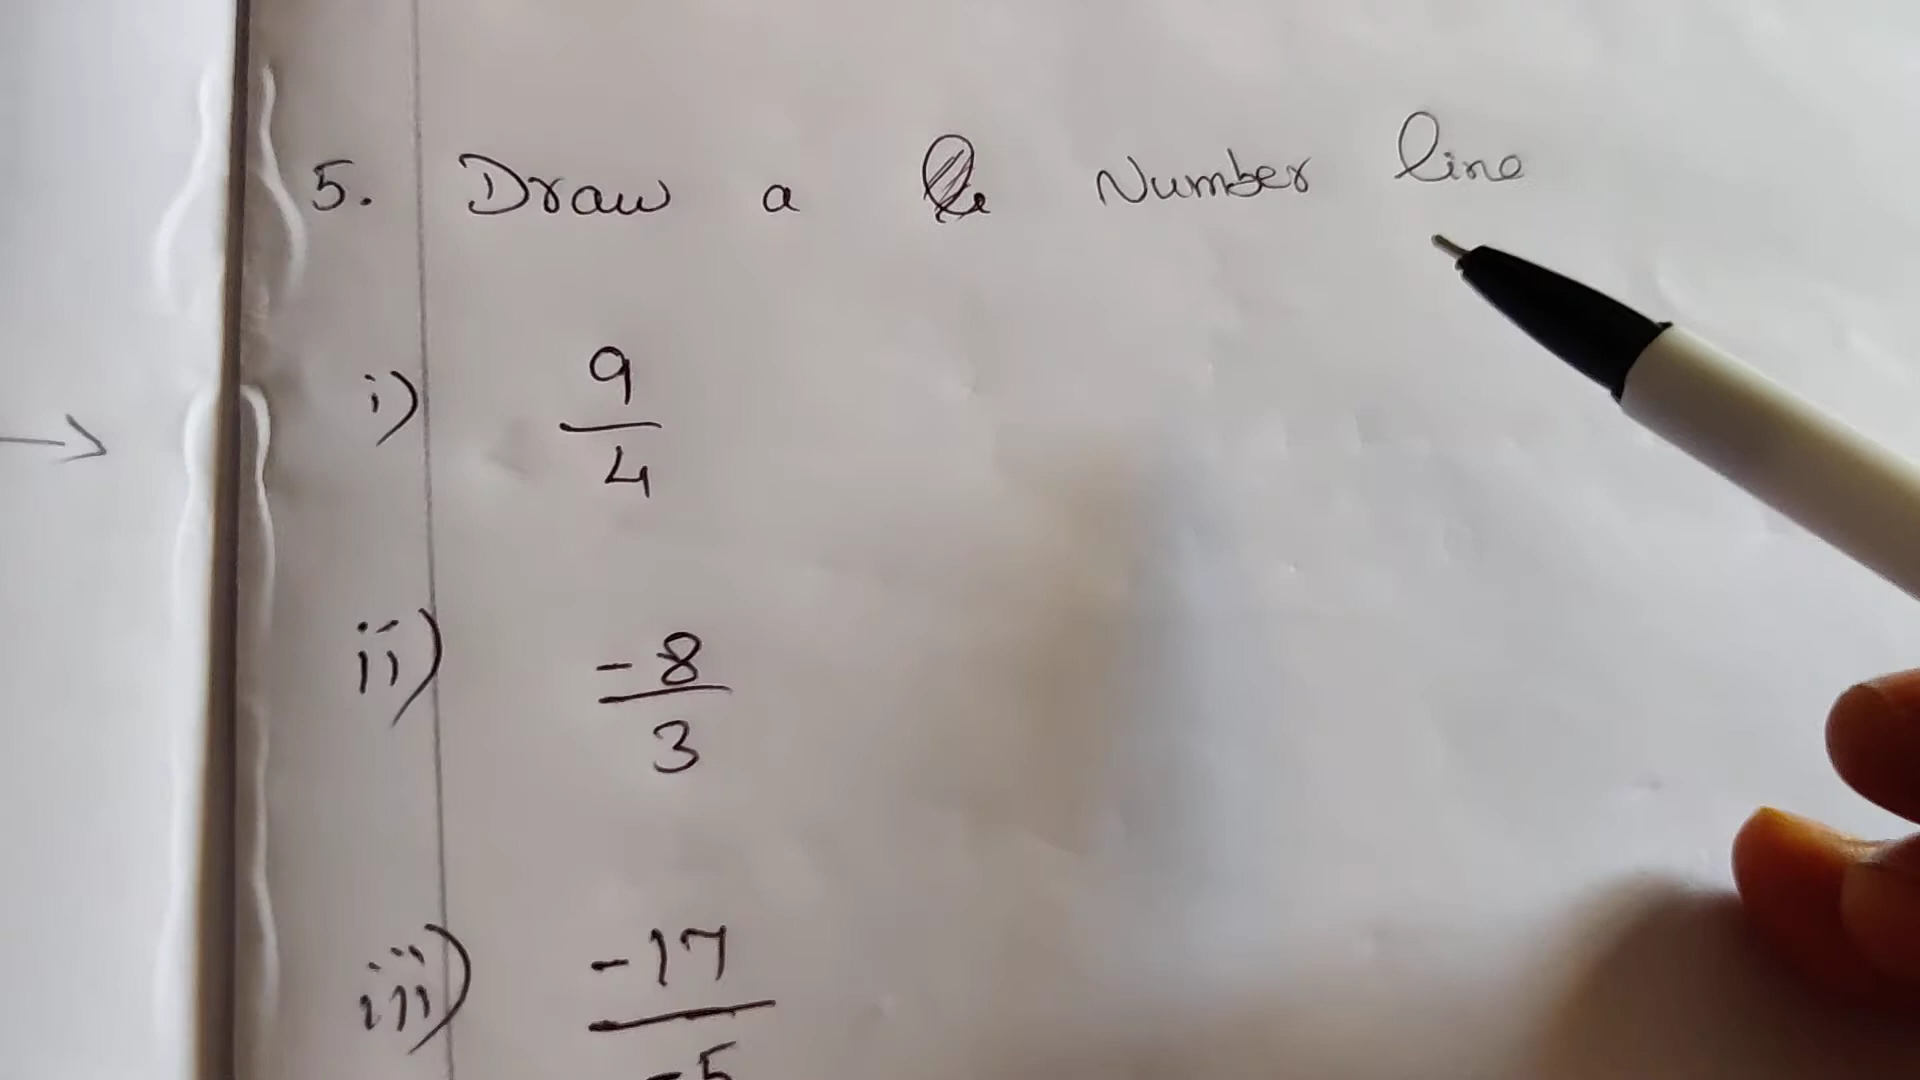 5. Draw a Number line
i) 9/4
ii) -8/3
iii) -17/-5